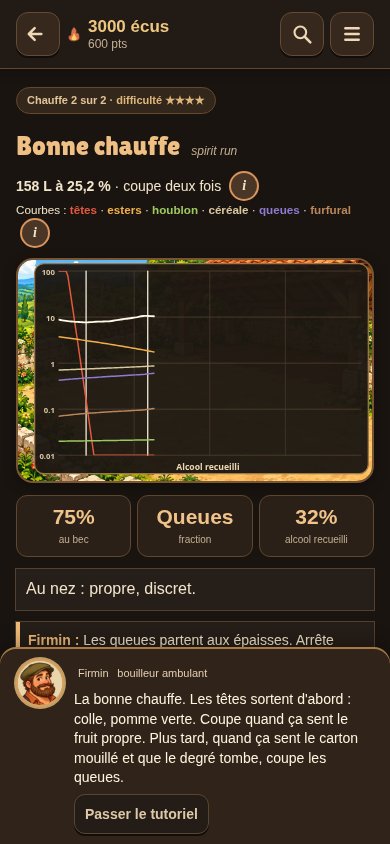 3000 écus
600 pts
Chauffe 2 sur 2 · difficulté ★★★★
Bonne chauffe spirit run
158 L à 25,2 % · coupe deux fois i
Courbes : têtes · esters · houblon · céréale · queues · furfural
i
100
10
1
0.1
0.01
Alcool recueilli
75%
au bec
Queues
fraction
32%
alcool recueilli
Au nez : propre, discret.
Firmin : Les queues partent aux épaisses. Arrête
Firmin bouilleur ambulant
La bonne chauffe. Les têtes sortent d'abord :
colle, pomme verte. Coupe quand ça sent le
fruit propre. Plus tard, quand ça sent le carton
mouillé et que le degré tombe, coupe les
queues.
Passer le tutoriel